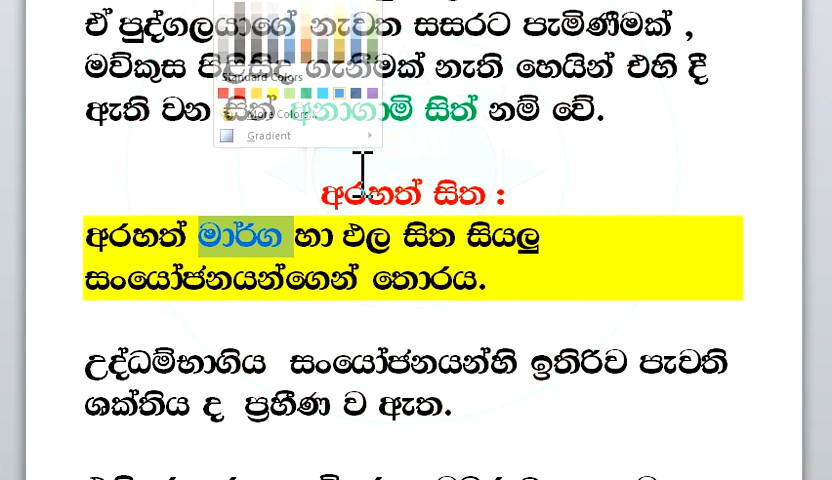 ඒ පුද්ගලයාගේ නැවත සසරට පැමිණීමක් ,
මව්කුස පිළිසිඳ ගැනීමක් නැති හෙයින් එහි දී
Standard Colors
ඇති වන සිත් අනාගාමි සිත් නම් වේ.
More Colors...
Gradient
අරහත් සිත :
අරහත් මාර්ග හා ඵල සිත සියලු
සංයෝජනයන්ගෙන් තොරය.
උද්ධම්භාගිය සංයෝජනයන්හි ඉතිරිව පැවති
ශක්තිය ද ප්‍රහීණ ව ඇත.